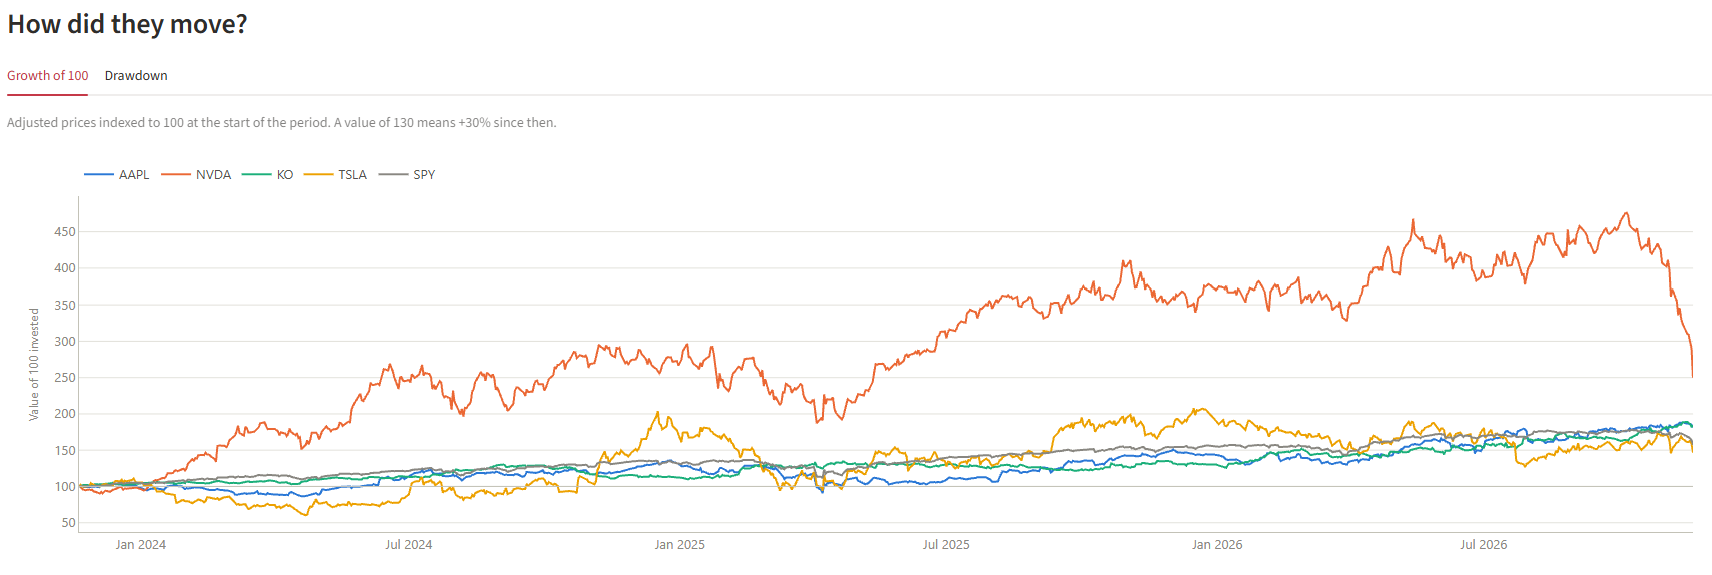 How did they move?
Growth of 100 Drawdown
Adjusted prices indexed to 100 at the start of the period. A value of 130 means +30% since then.
AAPL NVDA KO TSLA SPY
Value of 100 invested
450
400
350
300
250
200
150
100
50
Jan 2024 Jul 2024 Jan 2025 Jul 2025 Jan 2026 Jul 2026